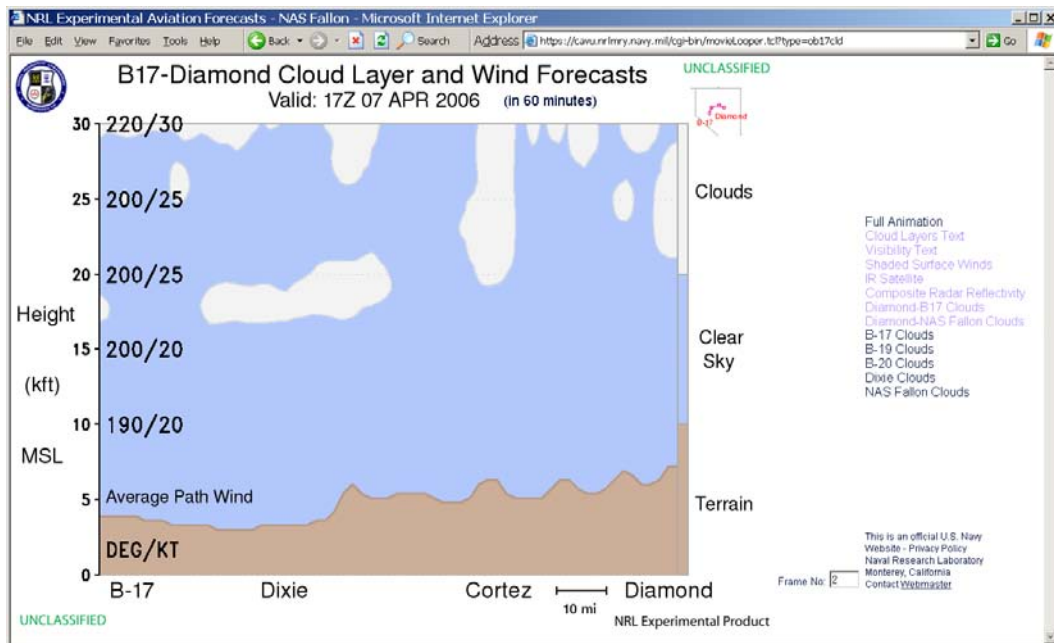 NRL Experimental Aviation Forecasts - NAS Fallon - Microsoft Internet Explorer
File Edit View Favorites Tools Help Back Search Address https://cavu.nrlmry.navy.mil/cgi-bin/movieLooper.tcl?type=ob17cld Go
B17-Diamond Cloud Layer and Wind Forecasts
UNCLASSIFIED
Valid: 17Z 07 APR 2006 (in 60 minutes)
B-17 Diamond
30 220/30
25 200/25
Clouds
20 200/25
Height
15 200/20
Clear
Sky
(kft)
10 190/20
MSL
5 Average Path Wind
Terrain
DEG/KT
0
B-17 Dixie Cortez 10 mi Diamond
Full Animation
Cloud Layers Text
Visibility Text
Shaded Surface Winds
IR Satellite
Composite Radar Reflectivity
Diamond-B17 Clouds
Diamond-NAS Fallon Clouds
B-17 Clouds
B-19 Clouds
B-20 Clouds
Dixie Clouds
NAS Fallon Clouds
This is an official U.S. Navy
Website - Privacy Policy
Naval Research Laboratory
Monterey, California
Contact Webmaster
Frame No: 2
UNCLASSIFIED
NRL Experimental Product